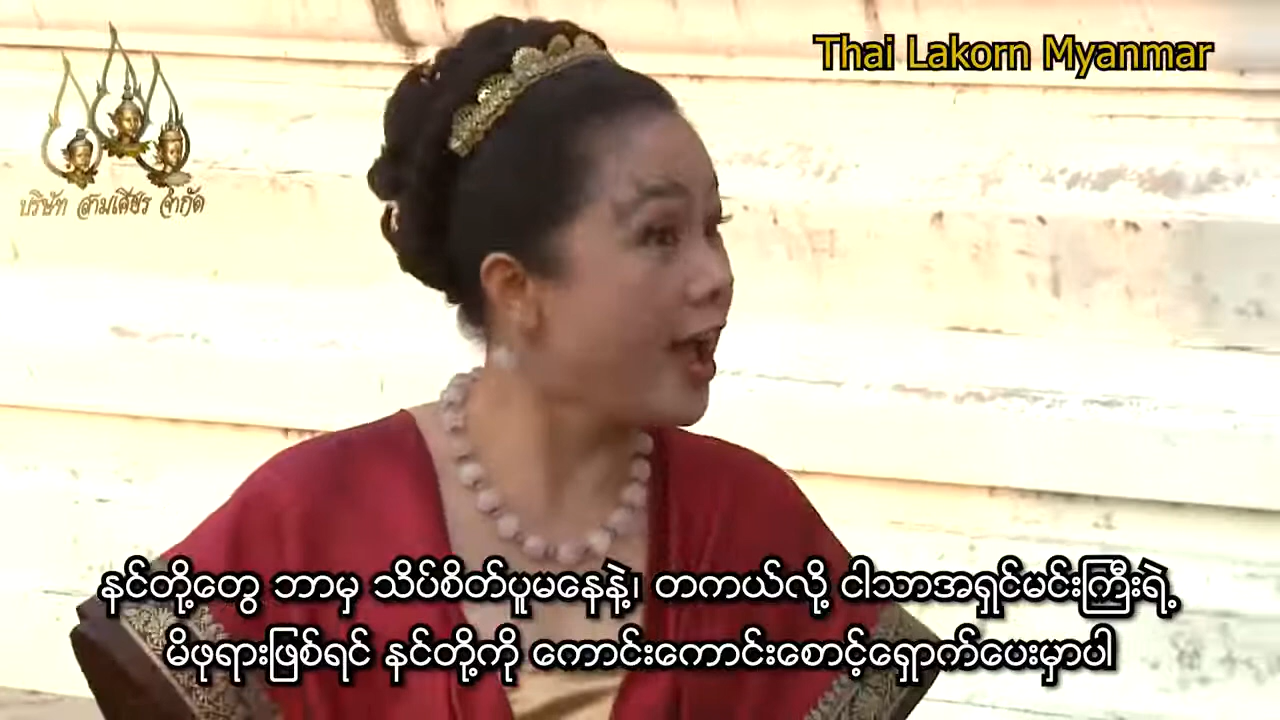 Thai Lakorn Myanmar
บริษัท สามเศียร จำกัด
နင်တို့တွေ ဘာမှ သိပ်စိတ်ပူမနေနဲ့၊ တကယ်လို့ ငါသာအရှင်မင်းကြီးရဲ့
မိဖုရားဖြစ်ရင် နင်တို့ကို ကောင်းကောင်းစောင့်ရှောက်ပေးမှာပါ